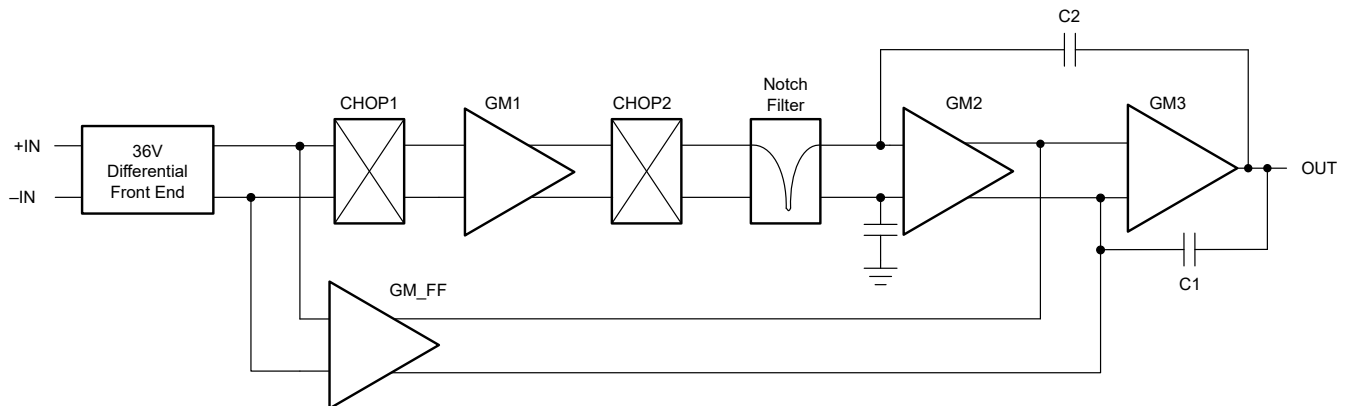 C2
Notch
Filter
CHOP1
GM1
CHOP2
GM2
GM3
+IN
–IN
36V
Differential
Front End
OUT
C1
GM_FF